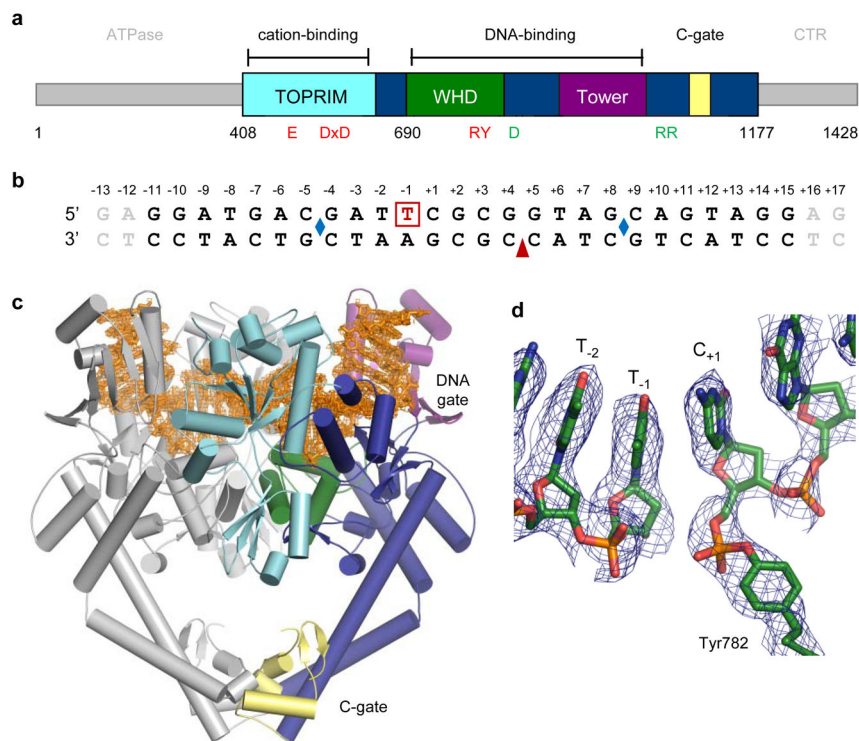 a
ATPase cation-binding DNA-binding C-gate CTR
TOPRIM WHD Tower
1 408 E DxD 690 RY D RR 1177 1428
b
-13 -12 -11 -10 -9 -8 -7 -6 -5 -4 -3 -2 -1 +1 +2 +3 +4 +5 +6 +7 +8 +9 +10 +11 +12 +13 +14 +15 +16 +17
5' G A G G A T G A C G A T T C G C G G T A G C A G T A G G A G
3' C T C C T A C T G C T A A G C G C C A T C G T C A T C C T C
c
DNA
gate
C-gate
d
T-2
T-1
C+1
Tyr782